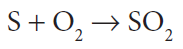 S + O₂ → SO₂